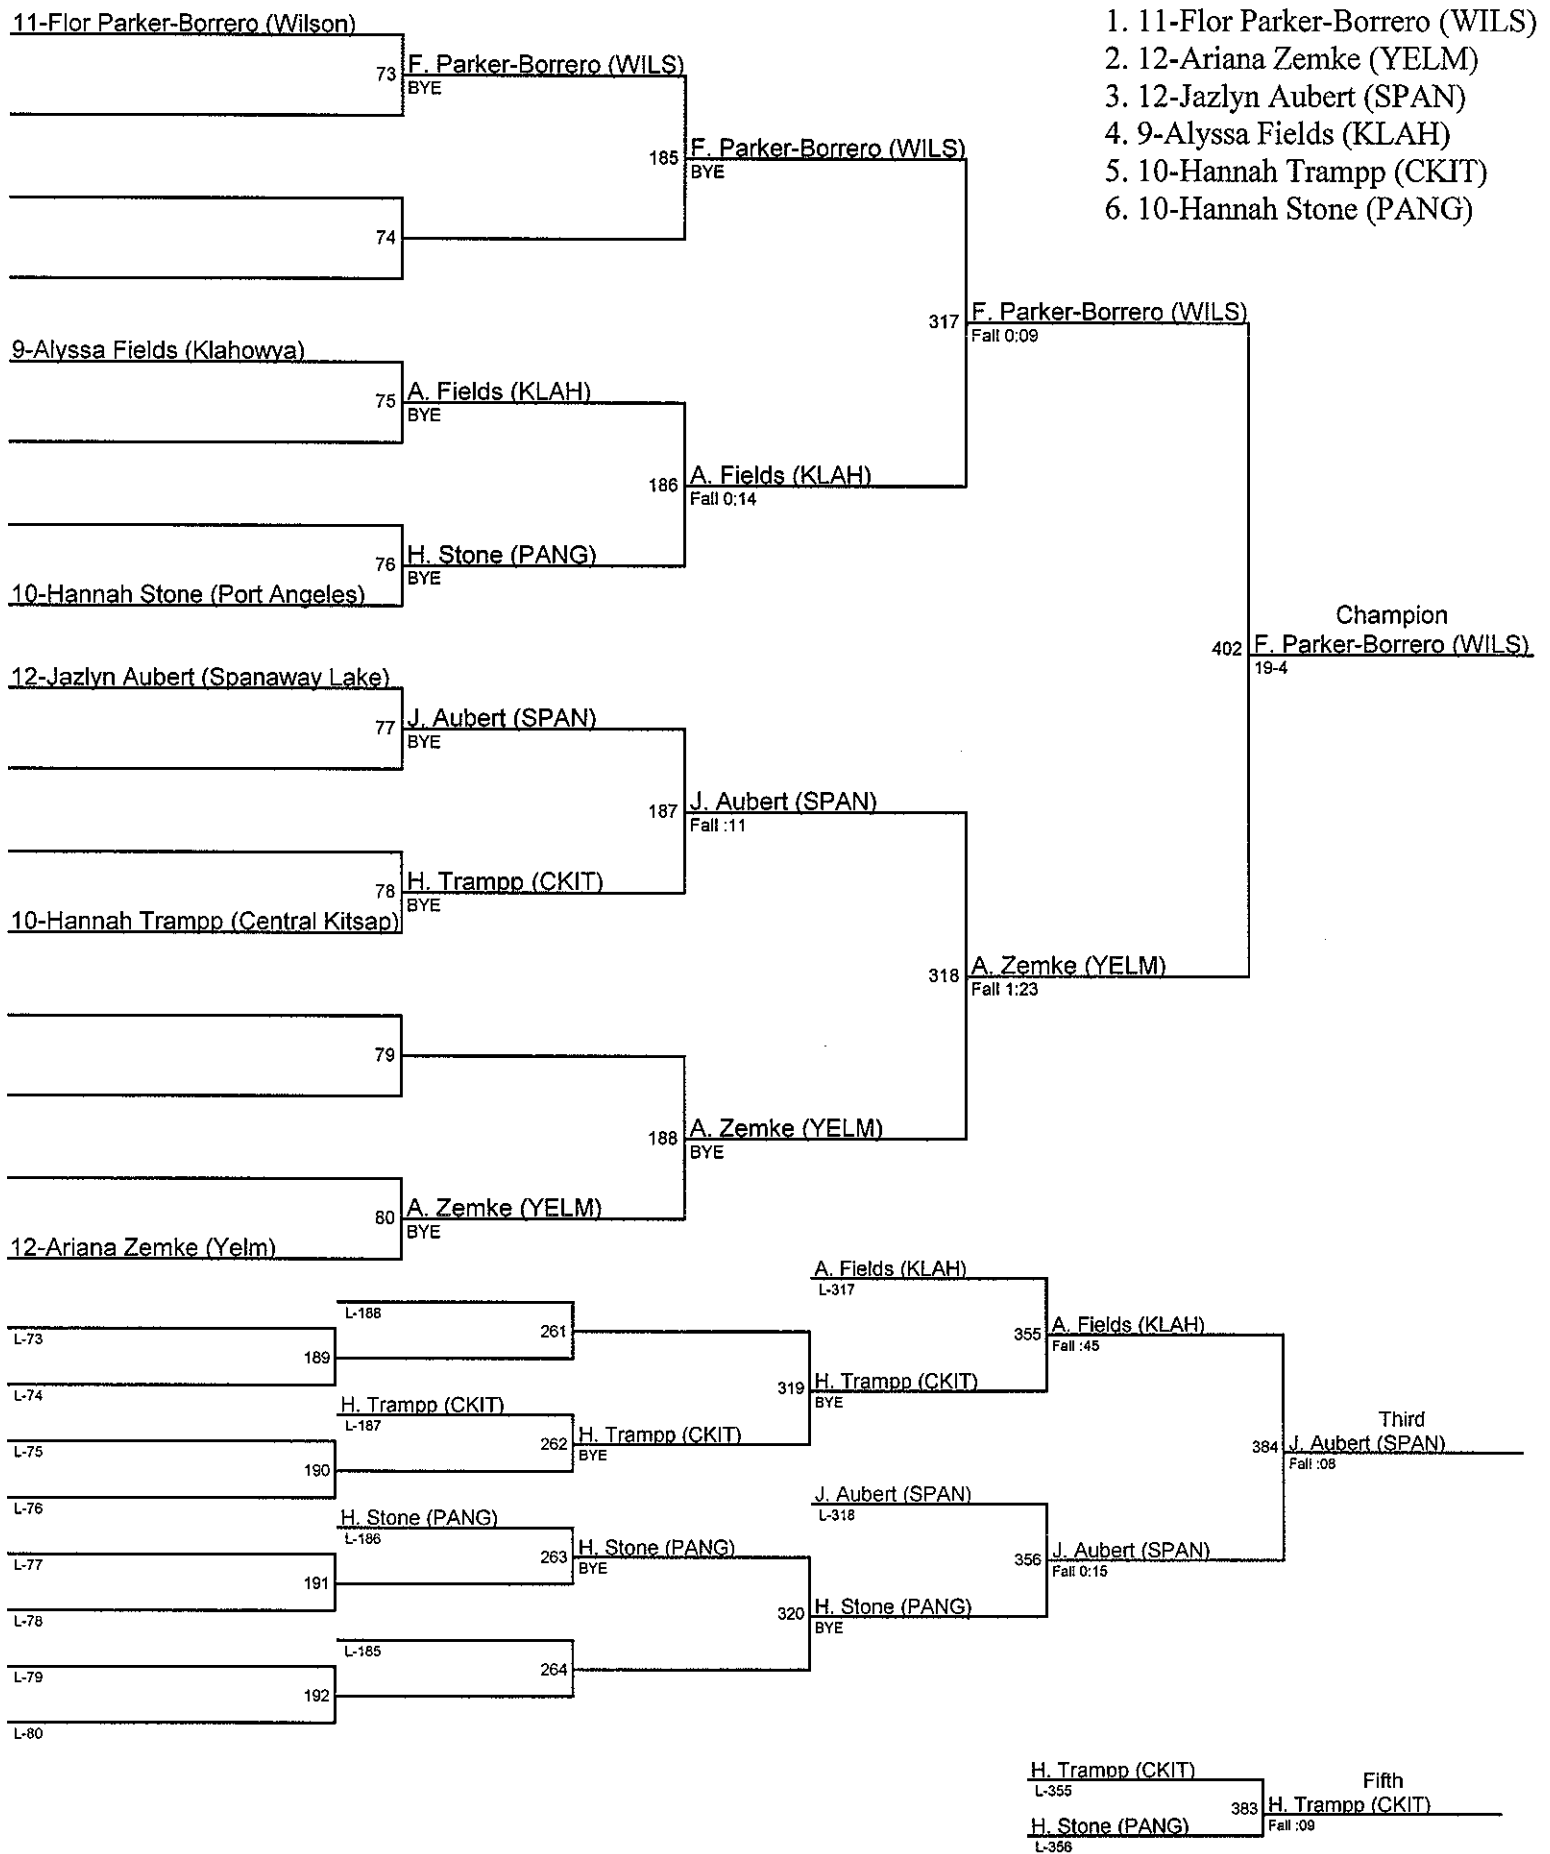 11-Flor Parker-Borrero (Wilson)
73
F. Parker-Borrero (WILS)
BYE
185
F. Parker-Borrero (WILS)
BYE
74
317
F. Parker-Borrero (WILS)
Fall 0:09
9-Alyssa Fields (Klahowya)
75
A. Fields (KLAH)
BYE
186
A. Fields (KLAH)
Fall 0:14
76
H. Stone (PANG)
BYE
10-Hannah Stone (Port Angeles)
1. 11-Flor Parker-Borrero (WILS)
2. 12-Ariana Zemke (YELM)
3. 12-Jazlyn Aubert (SPAN)
4. 9-Alyssa Fields (KLAH)
5. 10-Hannah Trampp (CKIT)
6. 10-Hannah Stone (PANG)
Champion
402
F. Parker-Borrero (WILS)
19-4
12-Jazlyn Aubert (Spanaway Lake)
77
J. Aubert (SPAN)
BYE
187
J. Aubert (SPAN)
Fall :11
78
H. Trampp (CKIT)
BYE
10-Hannah Trampp (Central Kitsap)
318
A. Zemke (YELM)
Fall 1:23
79
188
A. Zemke (YELM)
BYE
80
A. Zemke (YELM)
BYE
12-Ariana Zemke (Yelm)
A. Fields (KLAH)
L-317
L-188
261
L-73
189
L-74
355
A. Fields (KLAH)
Fall :45
319
H. Trampp (CKIT)
BYE
H. Trampp (CKIT)
L-187
262
H. Trampp (CKIT)
BYE
L-75
190
L-76
Third
384
J. Aubert (SPAN)
Fall :08
J. Aubert (SPAN)
L-318
H. Stone (PANG)
L-186
263
H. Stone (PANG)
BYE
L-77
191
L-78
356
J. Aubert (SPAN)
Fall 0:15
320
H. Stone (PANG)
BYE
L-185
264
L-79
192
L-80
H. Trampp (CKIT)
L-355
Fifth
383
H. Trampp (CKIT)
Fall :09
H. Stone (PANG)
L-356